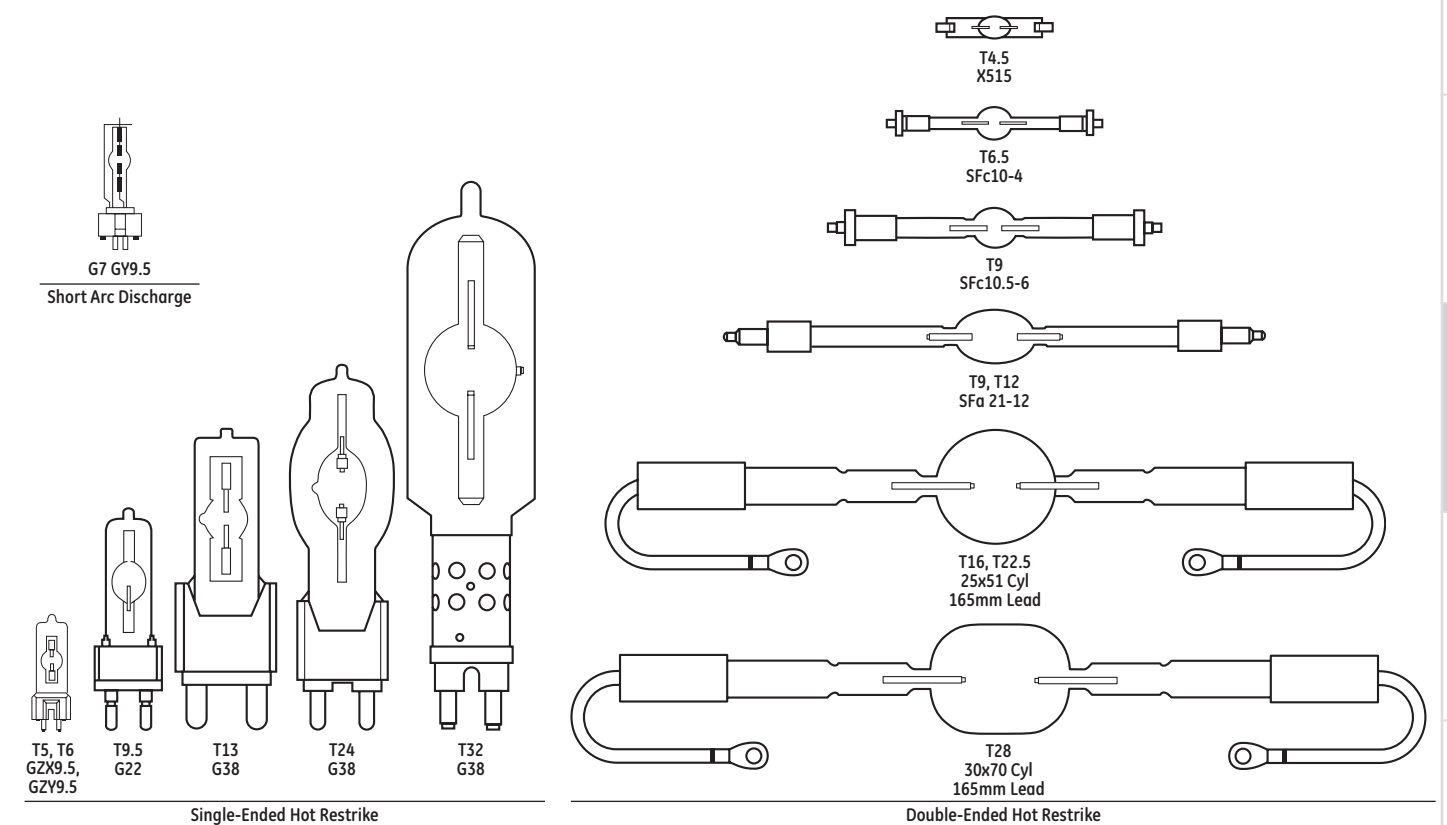 G7 GY9.5
Short Arc Discharge
T5, T6
GZX9.5,
GZY9.5
T9.5
G22
T13
G38
T24
G38
T32
G38
Single-Ended Hot Restrike
T4.5
X515
T6.5
SFc10-4
T9
SFc10.5-6
T9, T12
SFa 21-12
T16, T22.5
25x51 Cyl
165mm Lead
T28
30x70 Cyl
165mm Lead
Double-Ended Hot Restrike